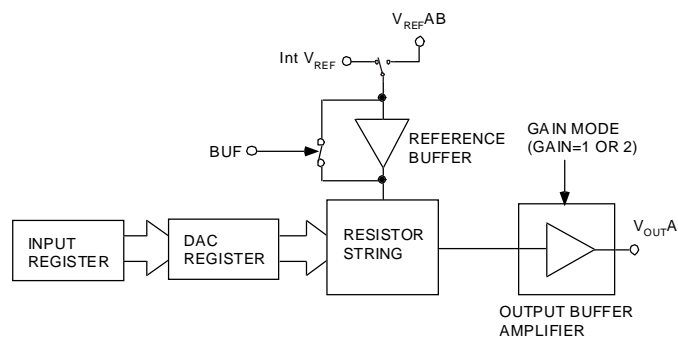 V_REF AB
Int V_REF
BUF
REFERENCE
BUFFER
GAIN MODE
(GAIN=1 OR 2)
INPUT
REGISTER
DAC
REGISTER
RESISTOR
STRING
V_OUT A
OUTPUT BUFFER
AMPLIFIER